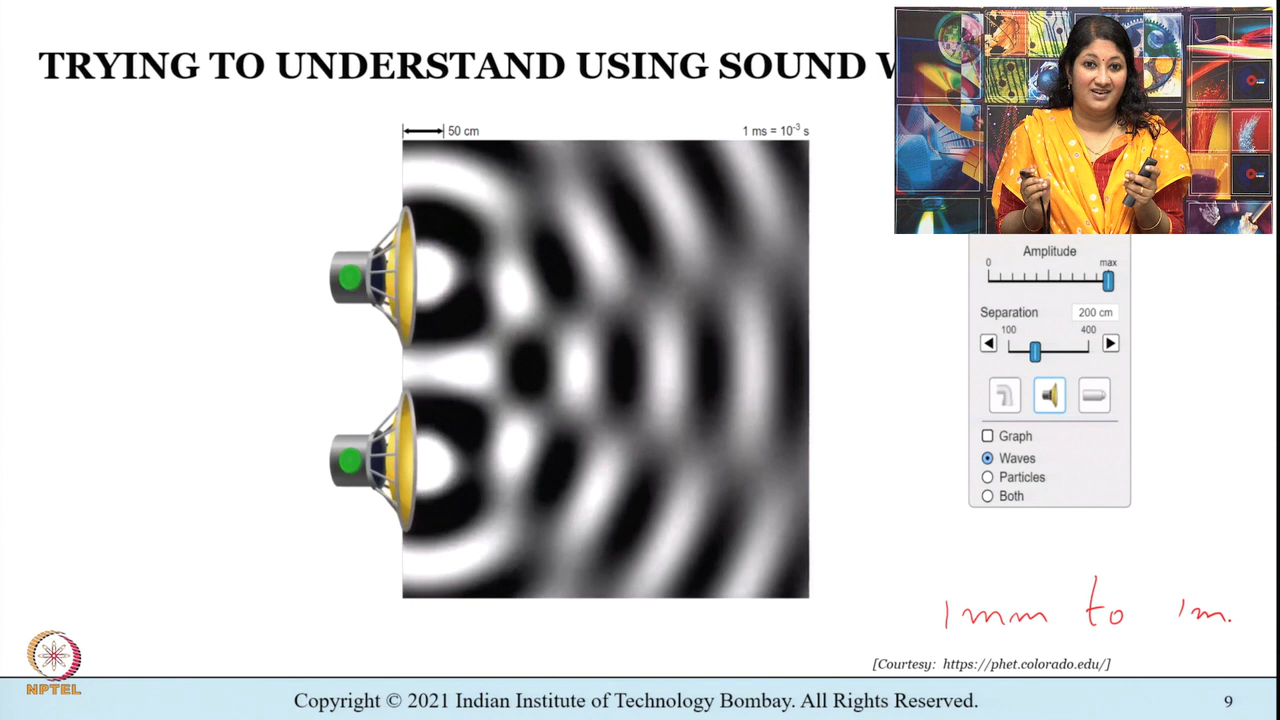 TRYING TO UNDERSTAND USING SOUND
50 cm
1 ms = 10⁻³ s
Amplitude
0 max
Separation 200 cm
100 400
Graph
Waves
Particles
Both
1mm to 1m.
[Courtesy: https://phet.colorado.edu/]
NPTEL
Copyright © 2021 Indian Institute of Technology Bombay. All Rights Reserved. 9